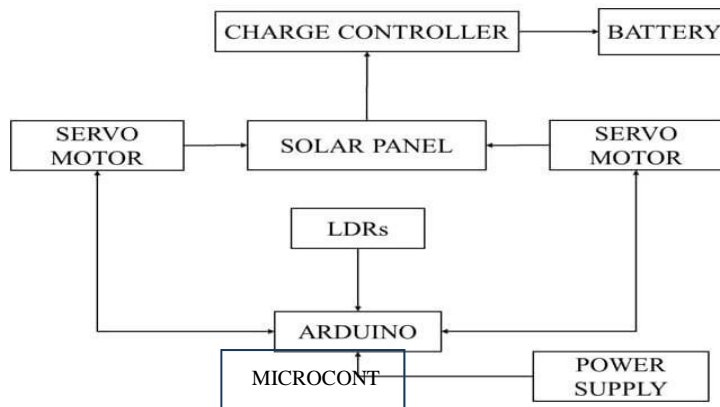 CHARGE CONTROLLER
BATTERY
SERVO
MOTOR
SOLAR PANEL
SERVO
MOTOR
LDRs
ARDUINO
MICROCONT
POWER
SUPPLY